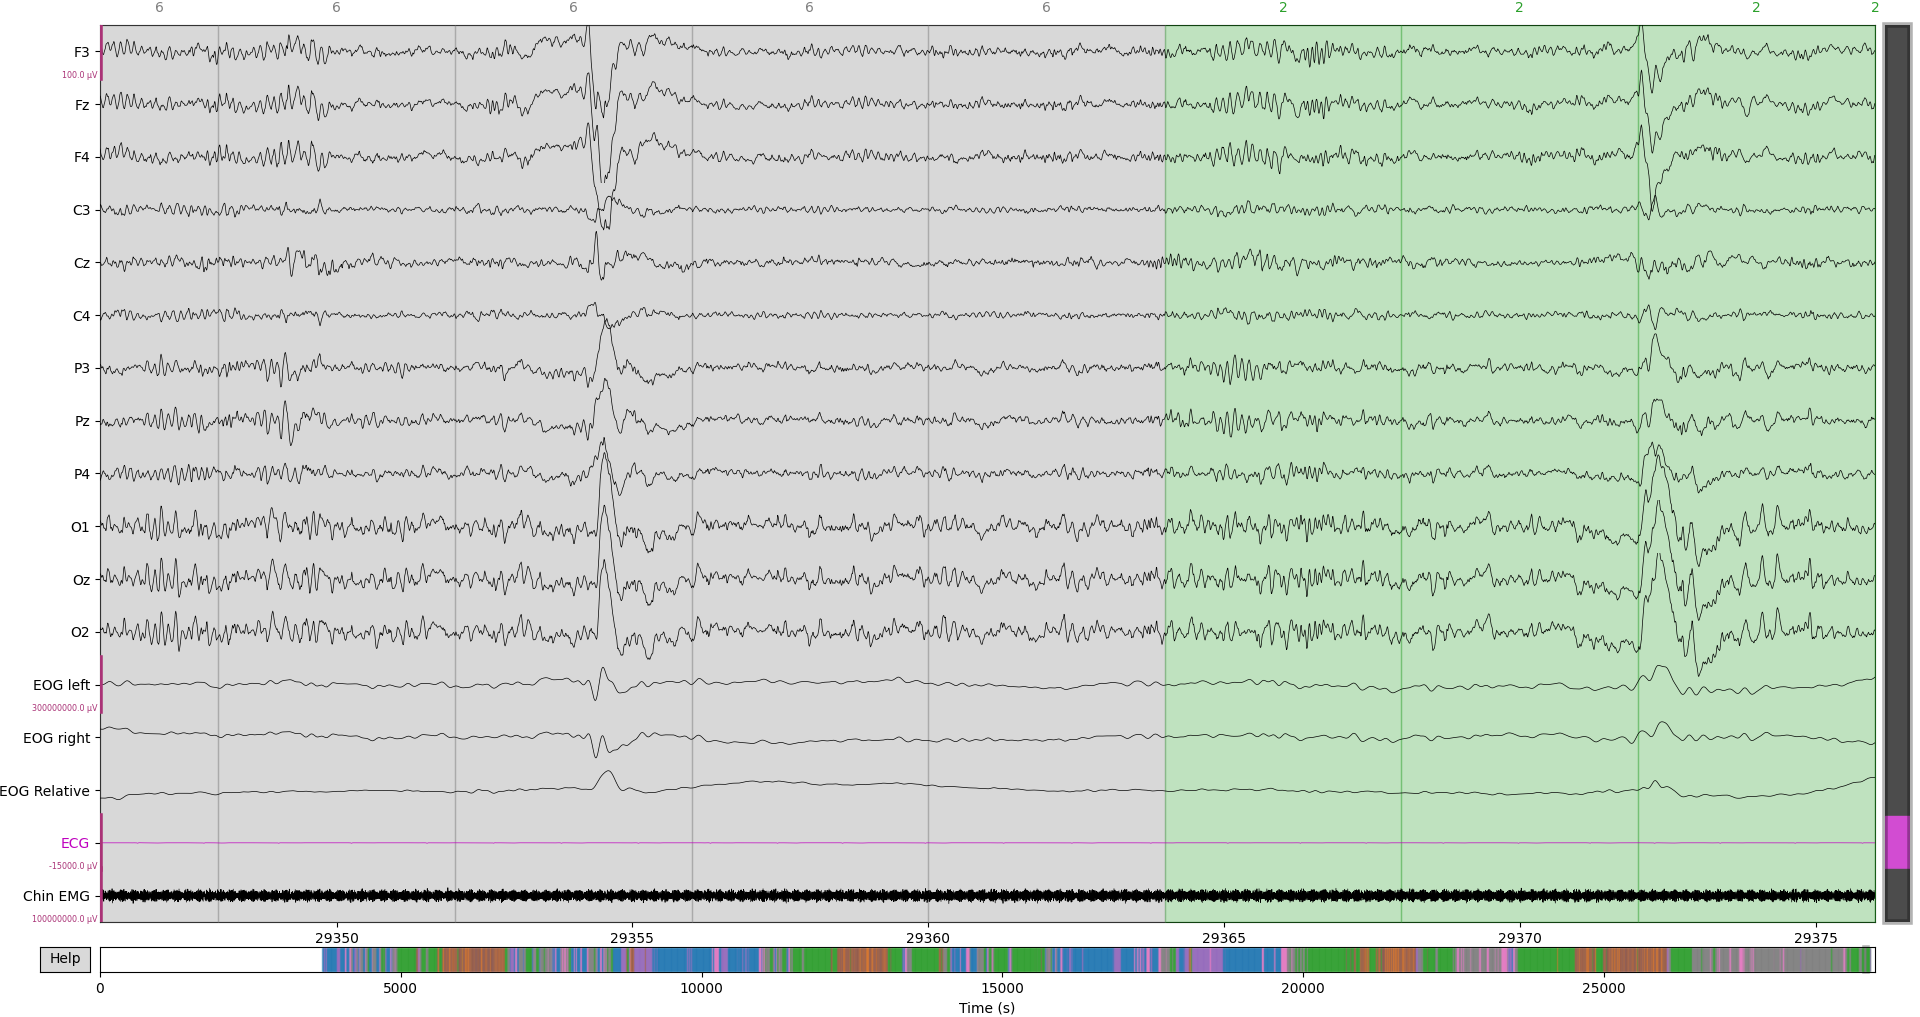 6 6 6 6 6 2 2 2 2
F3
100.0 µV
Fz
F4
C3
Cz
C4
P3
Pz
P4
O1
Oz
O2
EOG left
300000000.0 µV
EOG right
EOG Relative
ECG
-15000.0 µV
Chin EMG
100000000.0 µV
29350 29355 29360 29365 29370 29375
Help
0 5000 10000 15000 20000 25000
Time (s)